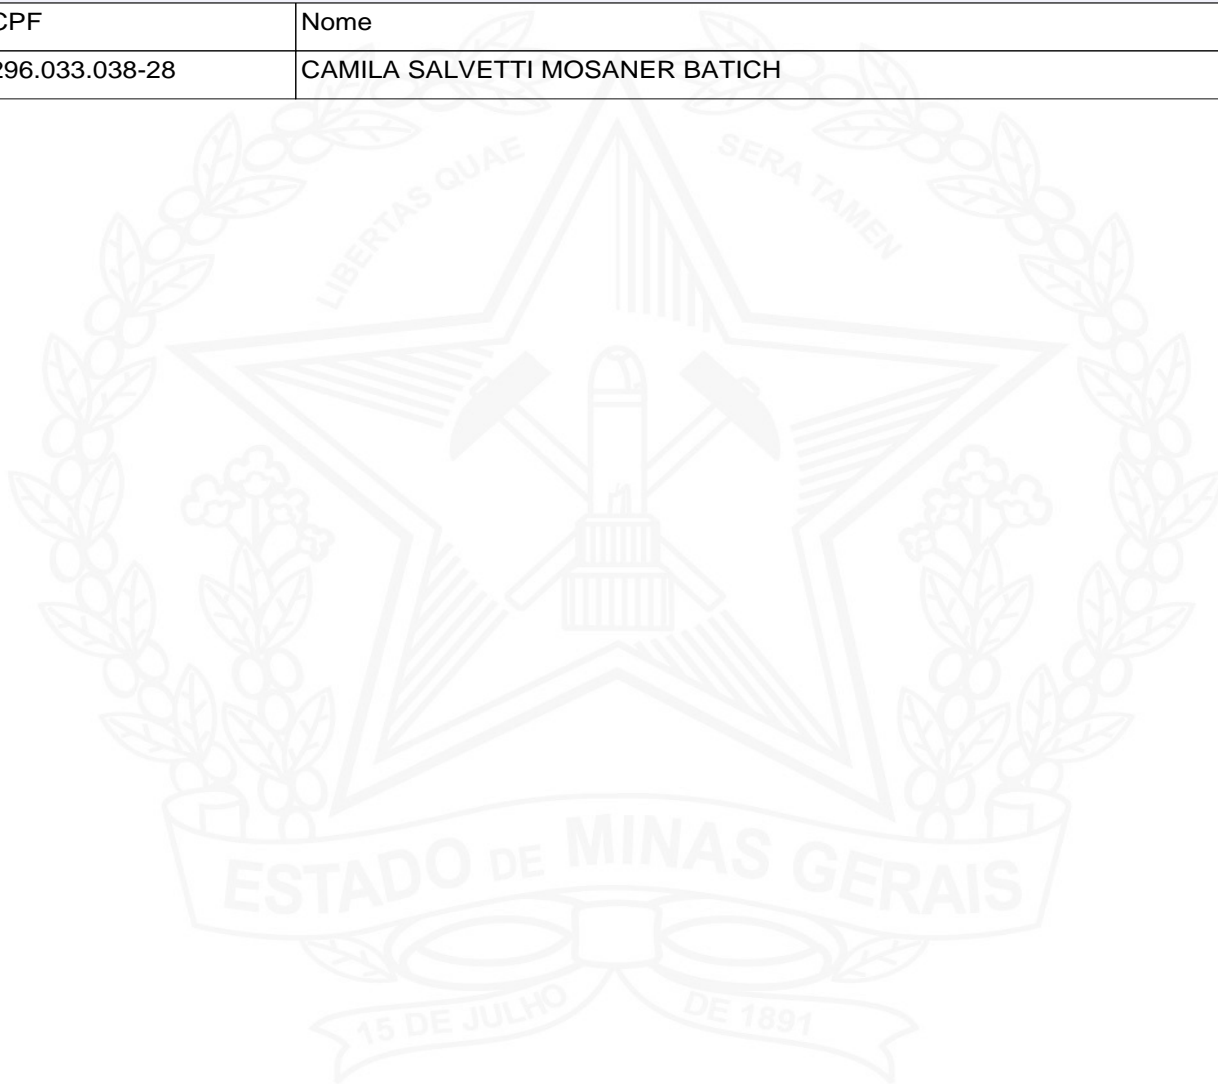 CPF Nome
296.033.038-28 CAMILA SALVETTI MOSANER BATICH
LIBERTAS QUAE SERA TAMEN
ESTADO DE MINAS GERAIS
15 DE JULHO DE 1891